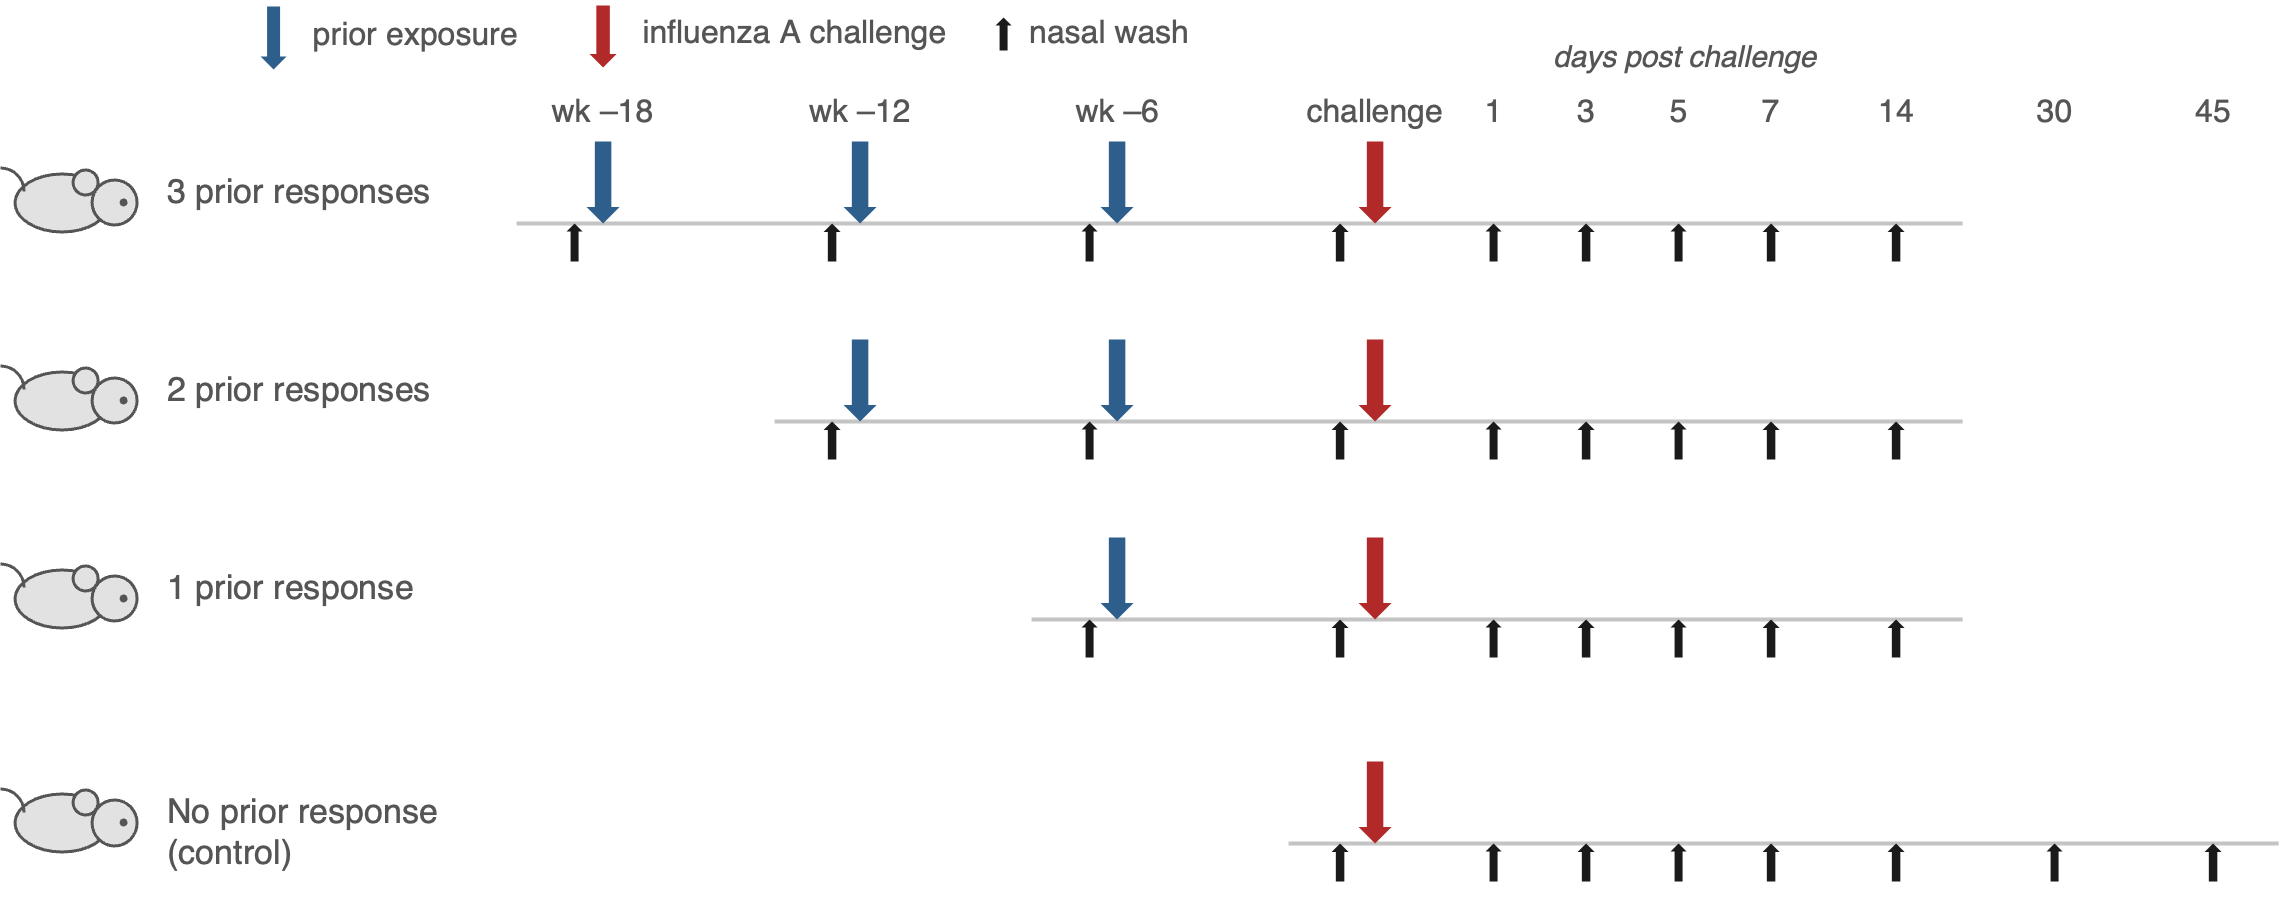 prior exposure
influenza A challenge
nasal wash
days post challenge
wk –18
wk –12
wk –6
challenge
1
3
5
7
14
30
45
3 prior responses
2 prior responses
1 prior response
No prior response
(control)